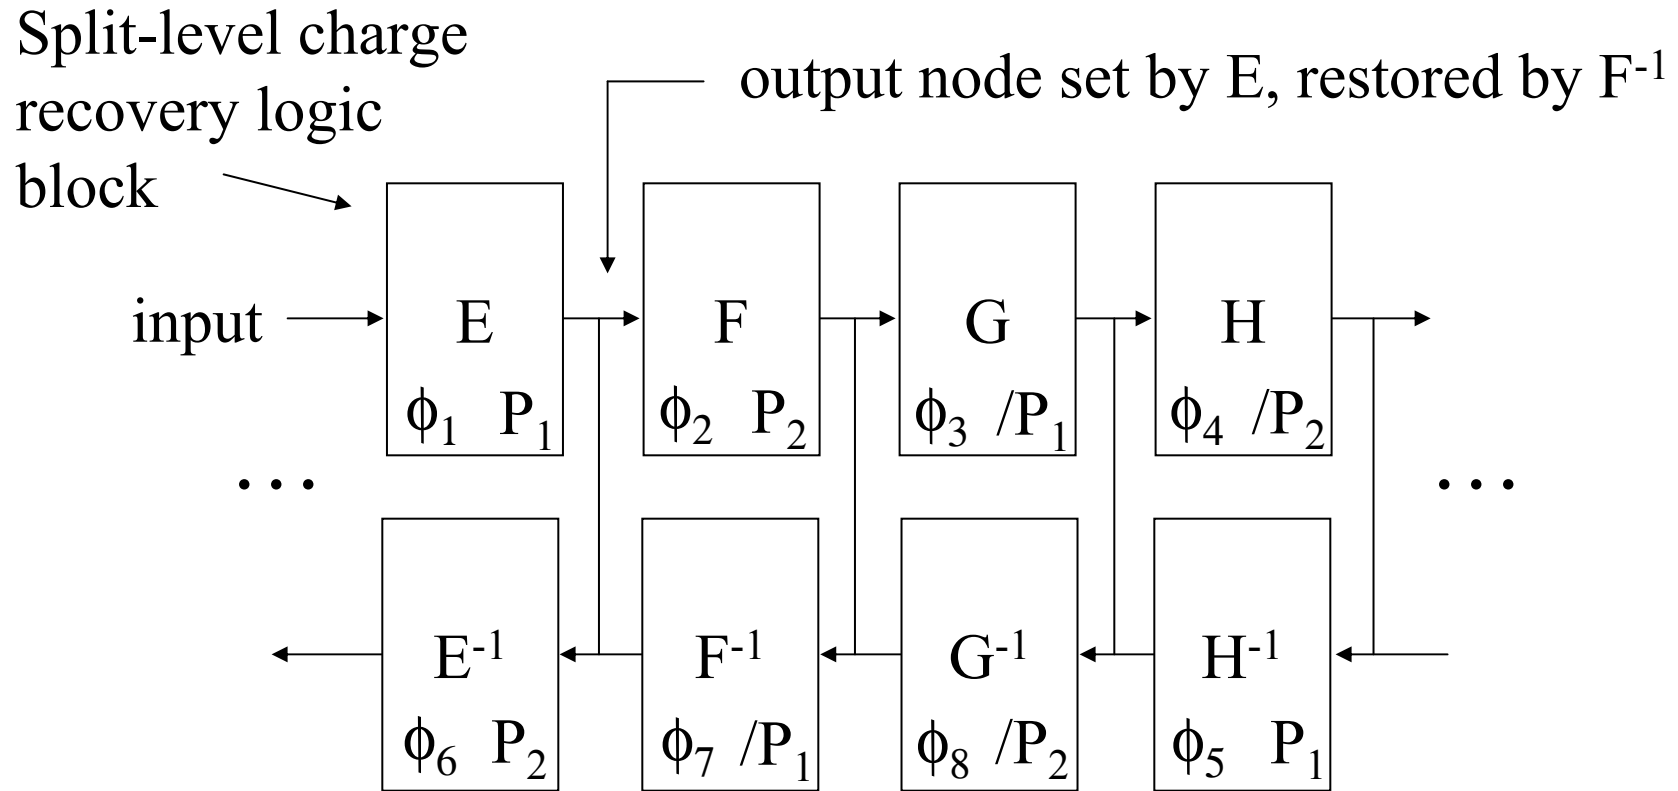 Split-level charge
recovery logic
block
output node set by E, restored by F⁻¹
input
E
ϕ₁ P₁
F
ϕ₂ P₂
G
ϕ₃ /P₁
H
ϕ₄ /P₂
...
...
E⁻¹
ϕ₆ P₂
F⁻¹
ϕ₇ /P₁
G⁻¹
ϕ₈ /P₂
H⁻¹
ϕ₅ P₁